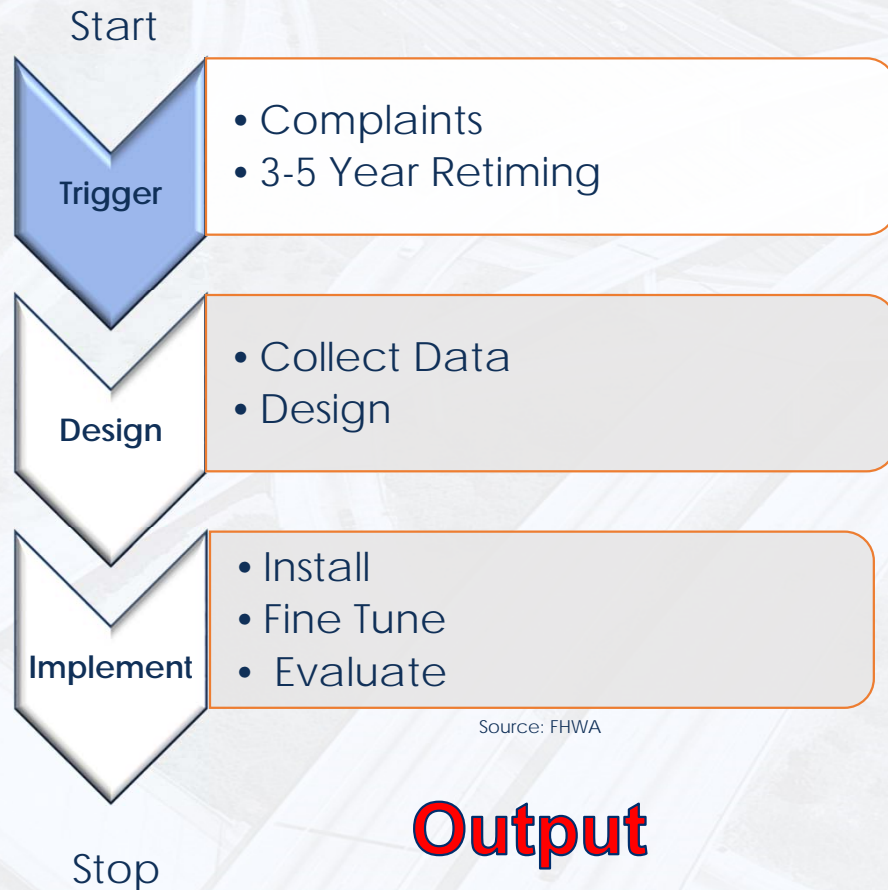 Start
Trigger
• Complaints
• 3-5 Year Retiming
Design
• Collect Data
• Design
Implement
• Install
• Fine Tune
• Evaluate
Source: FHWA
Output
Stop